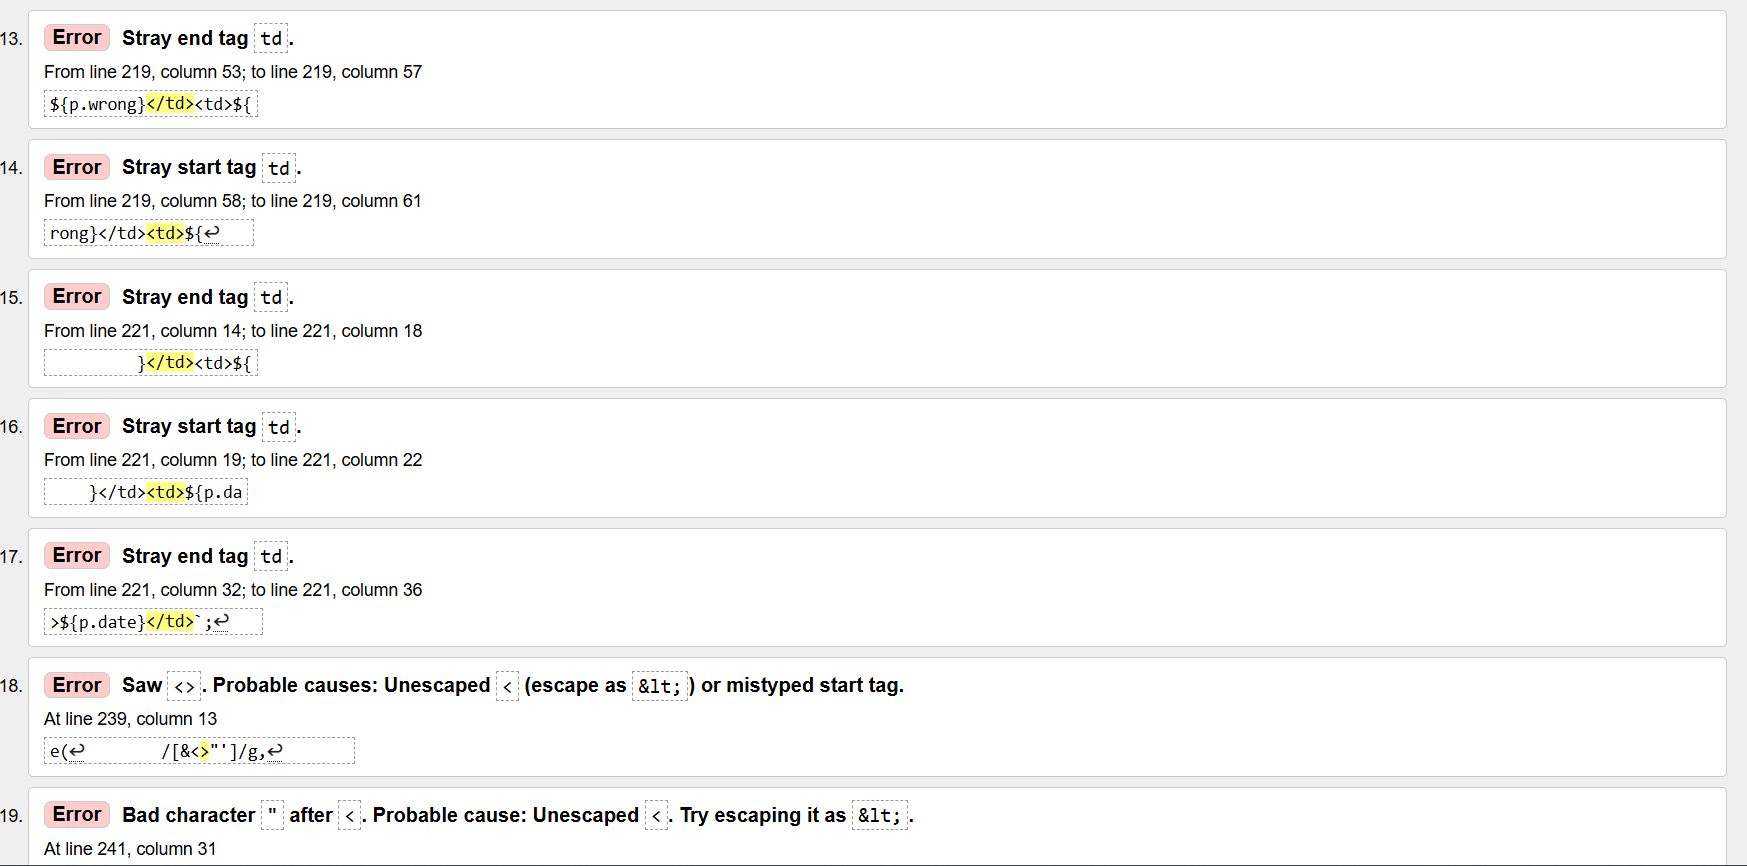 13. Error Stray end tag td.
From line 219, column 53; to line 219, column 57
${p.wrong}</td><td>${
14. Error Stray start tag td.
From line 219, column 58; to line 219, column 61
rong}</td><td>${↩
15. Error Stray end tag td.
From line 221, column 14; to line 221, column 18
}</td><td>${
16. Error Stray start tag td.
From line 221, column 19; to line 221, column 22
}</td><td>${p.da
17. Error Stray end tag td.
From line 221, column 32; to line 221, column 36
>${p.date}</td>`;↩
18. Error Saw <>. Probable causes: Unescaped < (escape as &lt;) or mistyped start tag.
At line 239, column 13
e(↩ /[&<>"']/g,↩
19. Error Bad character " after <. Probable cause: Unescaped <. Try escaping it as &lt;.
At line 241, column 31